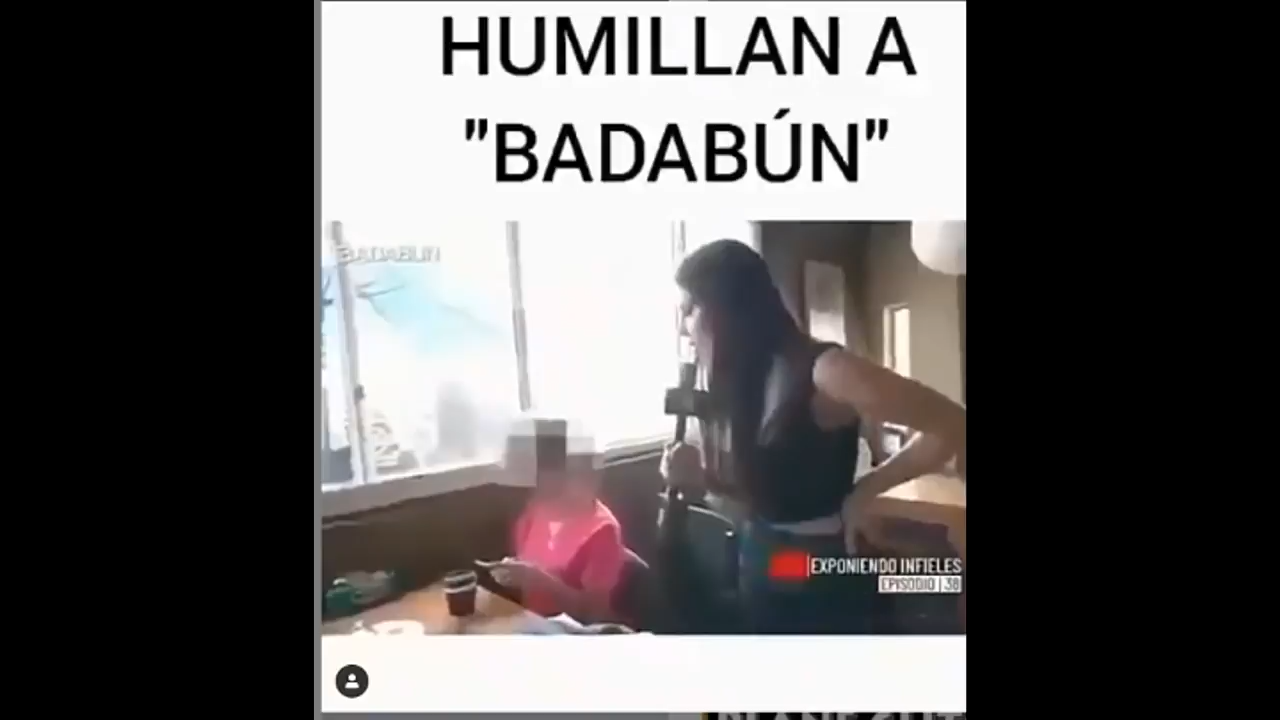 HUMILLAN A
"BADABÚN"
BADABUN
EXPONIENDO INFIELES
EPISODIO | 38